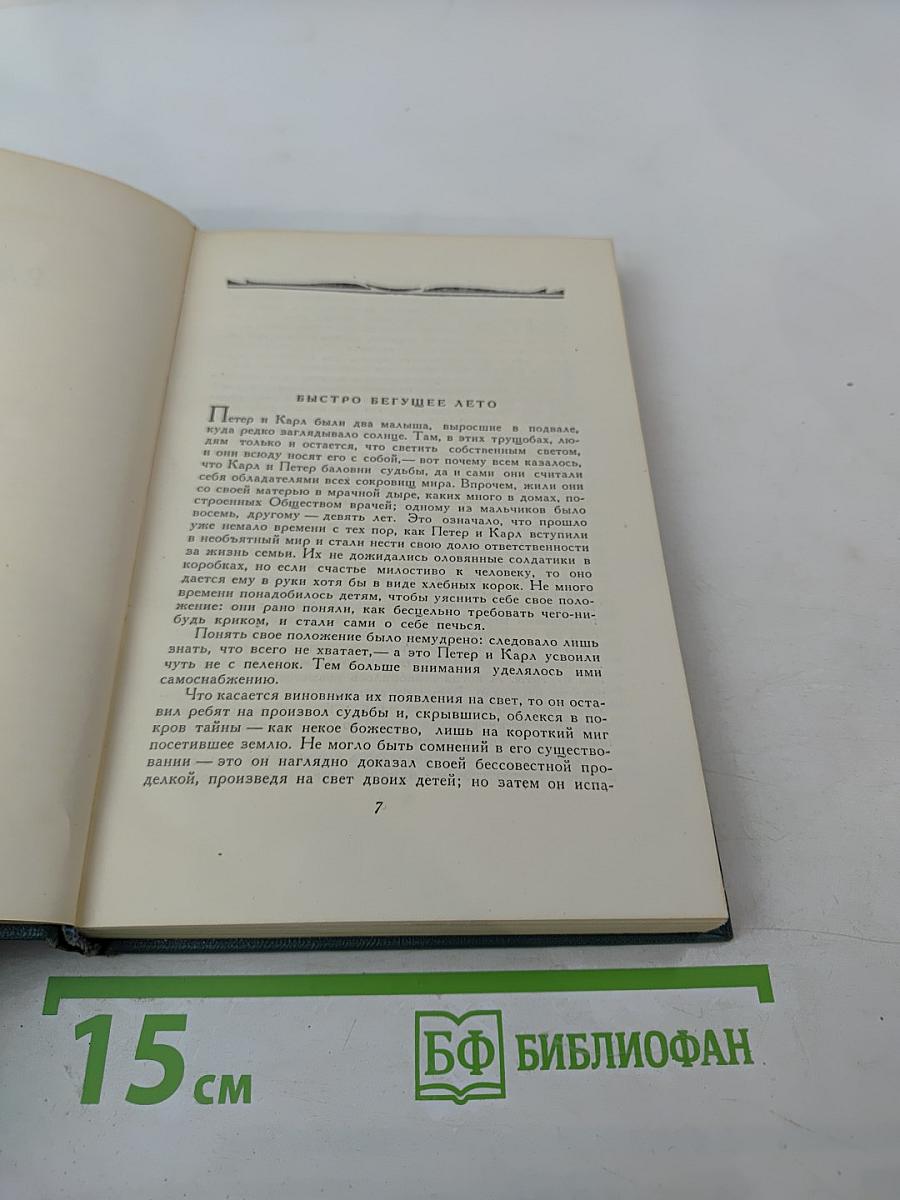 БЫСТРО БЕГУЩЕЕ ЛЕТО
Петер и Карл были два малыша, выросшие в подвале,
куда редко заглядывало солнце. Там, в этих трущобах, лю-
дям только и остается, что светить собственным светом,
и они всюду носят его с собой,— вот почему всем казалось,
что Карл и Петер баловни судьбы, да и сами они считали
себя обладателями всех сокровищ мира. Впрочем, жили они
со своей матерью в мрачной дыре, каких много в домах, по-
строенных Обществом врачей; одному из мальчиков было
восемь, другому — девять лет. Это означало, что прошло
уже немало времени с тех пор, как Петер и Карл вступили
в необъятный мир и стали нести свою долю ответственности
за жизнь семьи. Их не дожидались оловянные солдатики в
коробках, но если счастье милостиво к человеку, то оно
дается ему в руки хотя бы в виде хлебных корок. Не много
времени понадобилось детям, чтобы уяснить себе свое поло-
жение: они рано поняли, как бесцельно требовать чего-ни-
будь криком, и стали сами о себе печься.
Понять свое положение было немудрено: следовало лишь
знать, что всего не хватает,— а это Петер и Карл усвоили
чуть не с пеленок. Тем больше внимания уделялось ими
самоснабжению.
Что касается виновника их появления на свет, то он оста-
вил ребят на произвол судьбы и, скрывшись, облекся в по-
кров тайны — как некое божество, лишь на короткий миг
посетившее землю. Не могло быть сомнений в его существо-
вании — это он наглядно доказал своей бессовестной про-
делкой, произведя на свет двоих детей; но затем он испа-
7
15 см
БФ БИБЛИОФАН